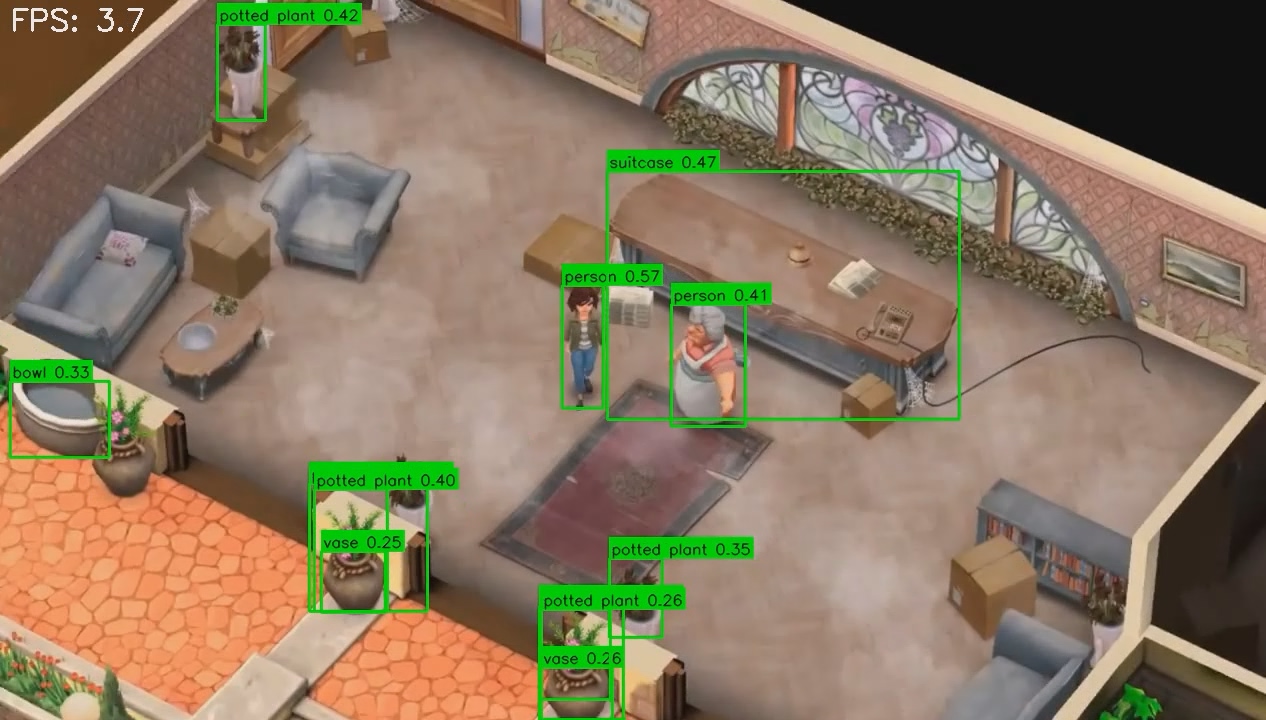 FPS: 3.7
potted plant 0.42
suitcase 0.47
person 0.57
person 0.41
bowl 0.33
potted plant 0.40
vase 0.25
potted plant 0.35
potted plant 0.26
vase 0.26